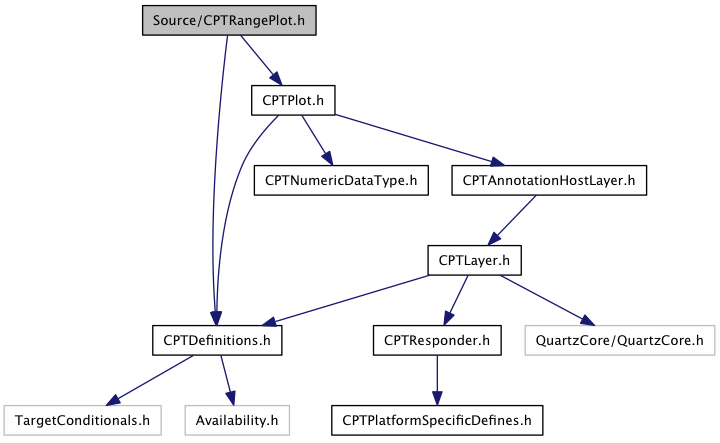 Source/CPTRangePlot.h
CPTPlot.h
CPTNumericDataType.h
CPTAnnotationHostLayer.h
CPTLayer.h
CPTDefinitions.h
CPTResponder.h
QuartzCore/QuartzCore.h
TargetConditionals.h
Availability.h
CPTPlatformSpecificDefines.h